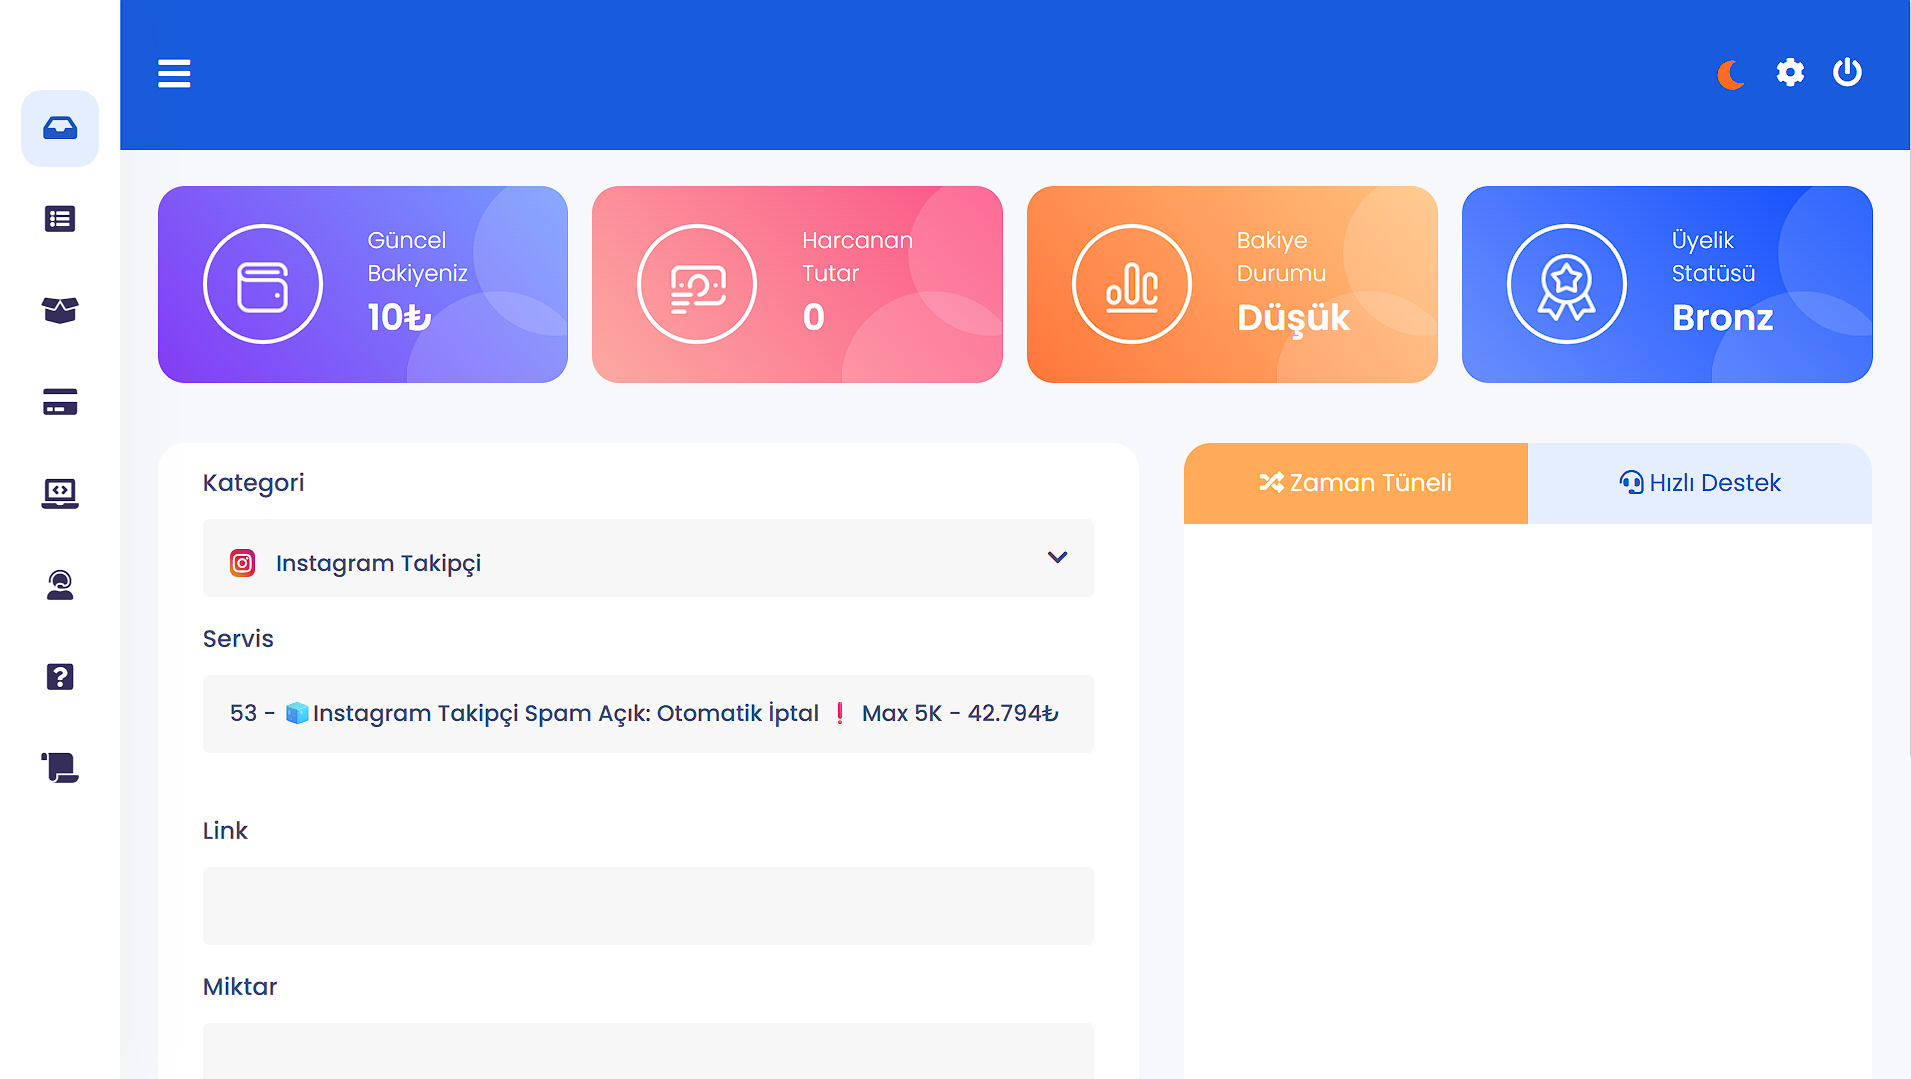 Güncel
Bakiyeniz
10₺
Harcanan
Tutar
0
Bakiye
Durumu
Düşük
Üyelik
Statüsü
Bronz
Kategori
Instagram Takipçi
Servis
53 - 🧊Instagram Takipçi Spam Açık: Otomatik İptal ❗ Max 5K - 42.794₺
Link
Miktar
Zaman Tüneli
Hızlı Destek